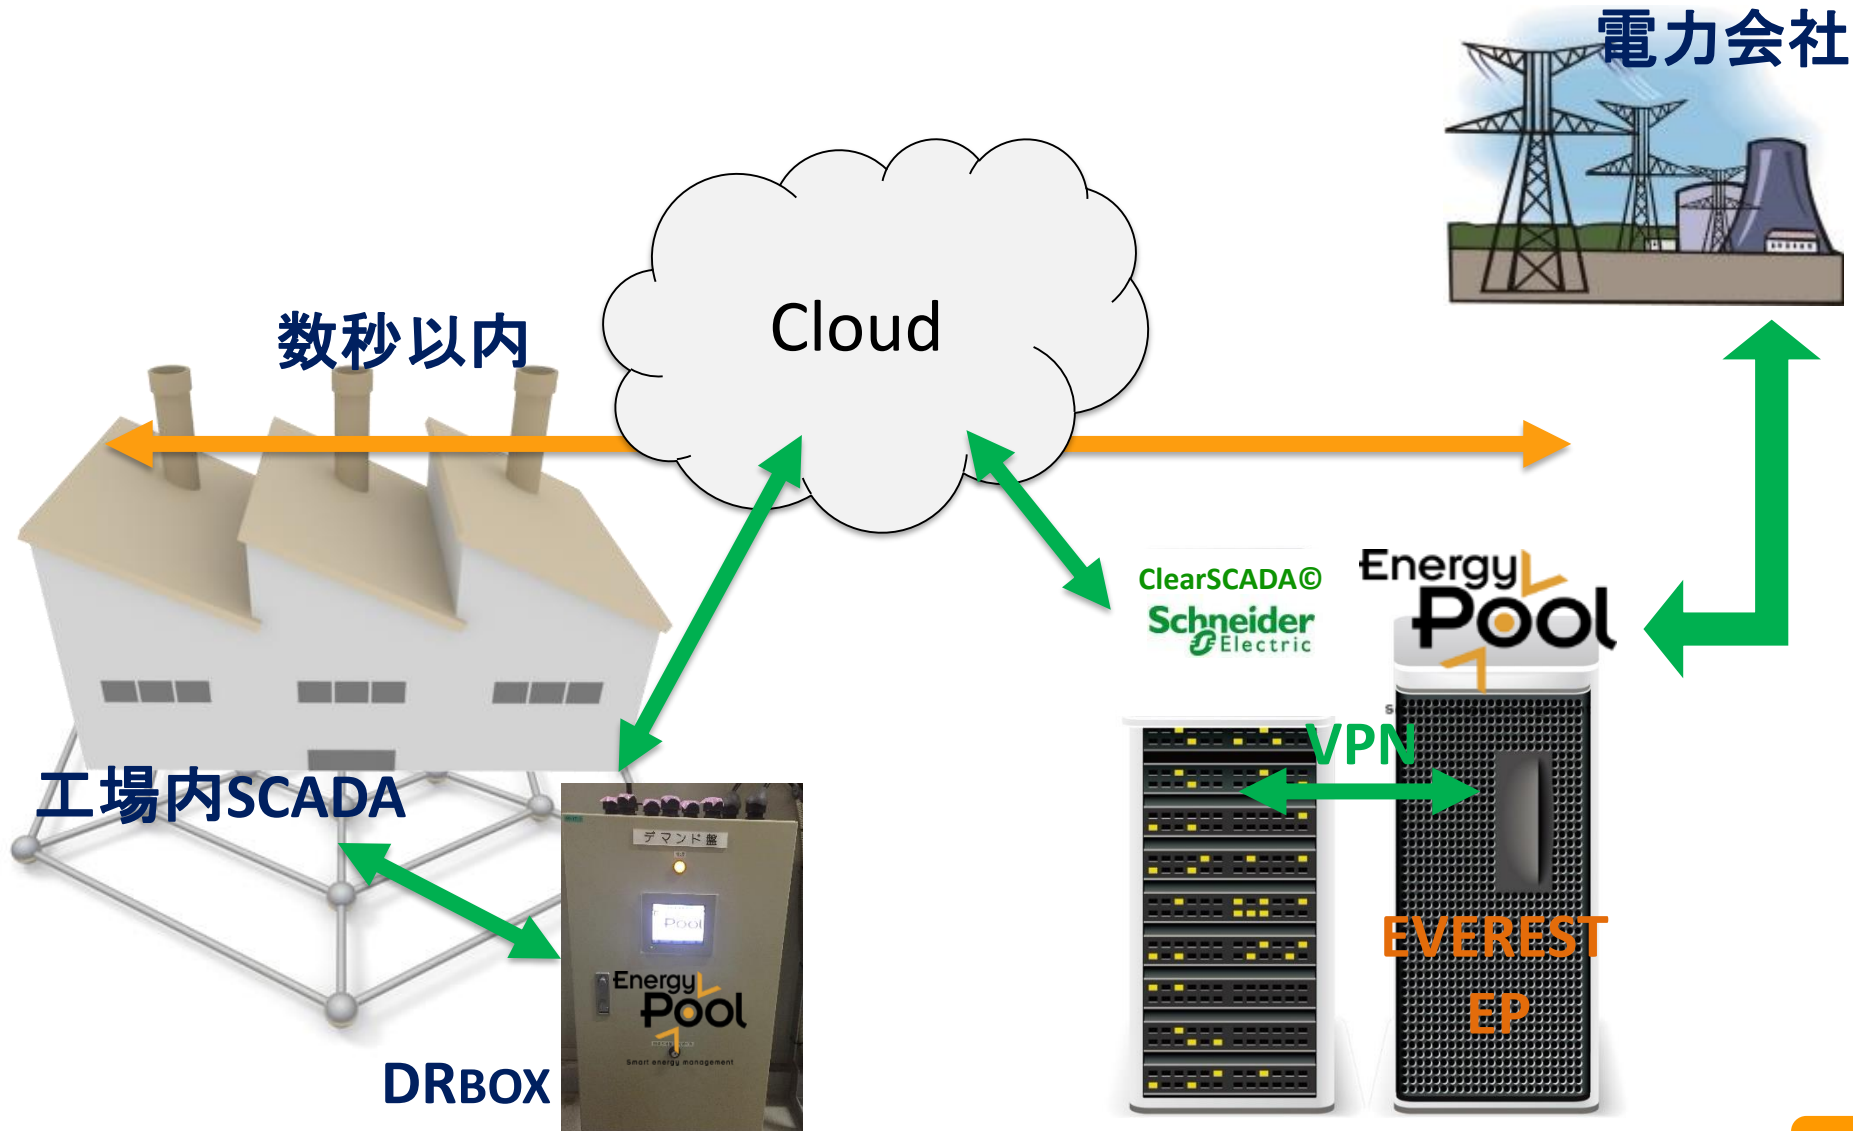 電力会社
Cloud
数秒以内
ClearSCADA©
Schneider
Electric
Energy
Pool
VPN
工場内SCADA
デマンド盤
Pool
EVEREST
EP
Energy
Pool
Smart energy management
DRBOX